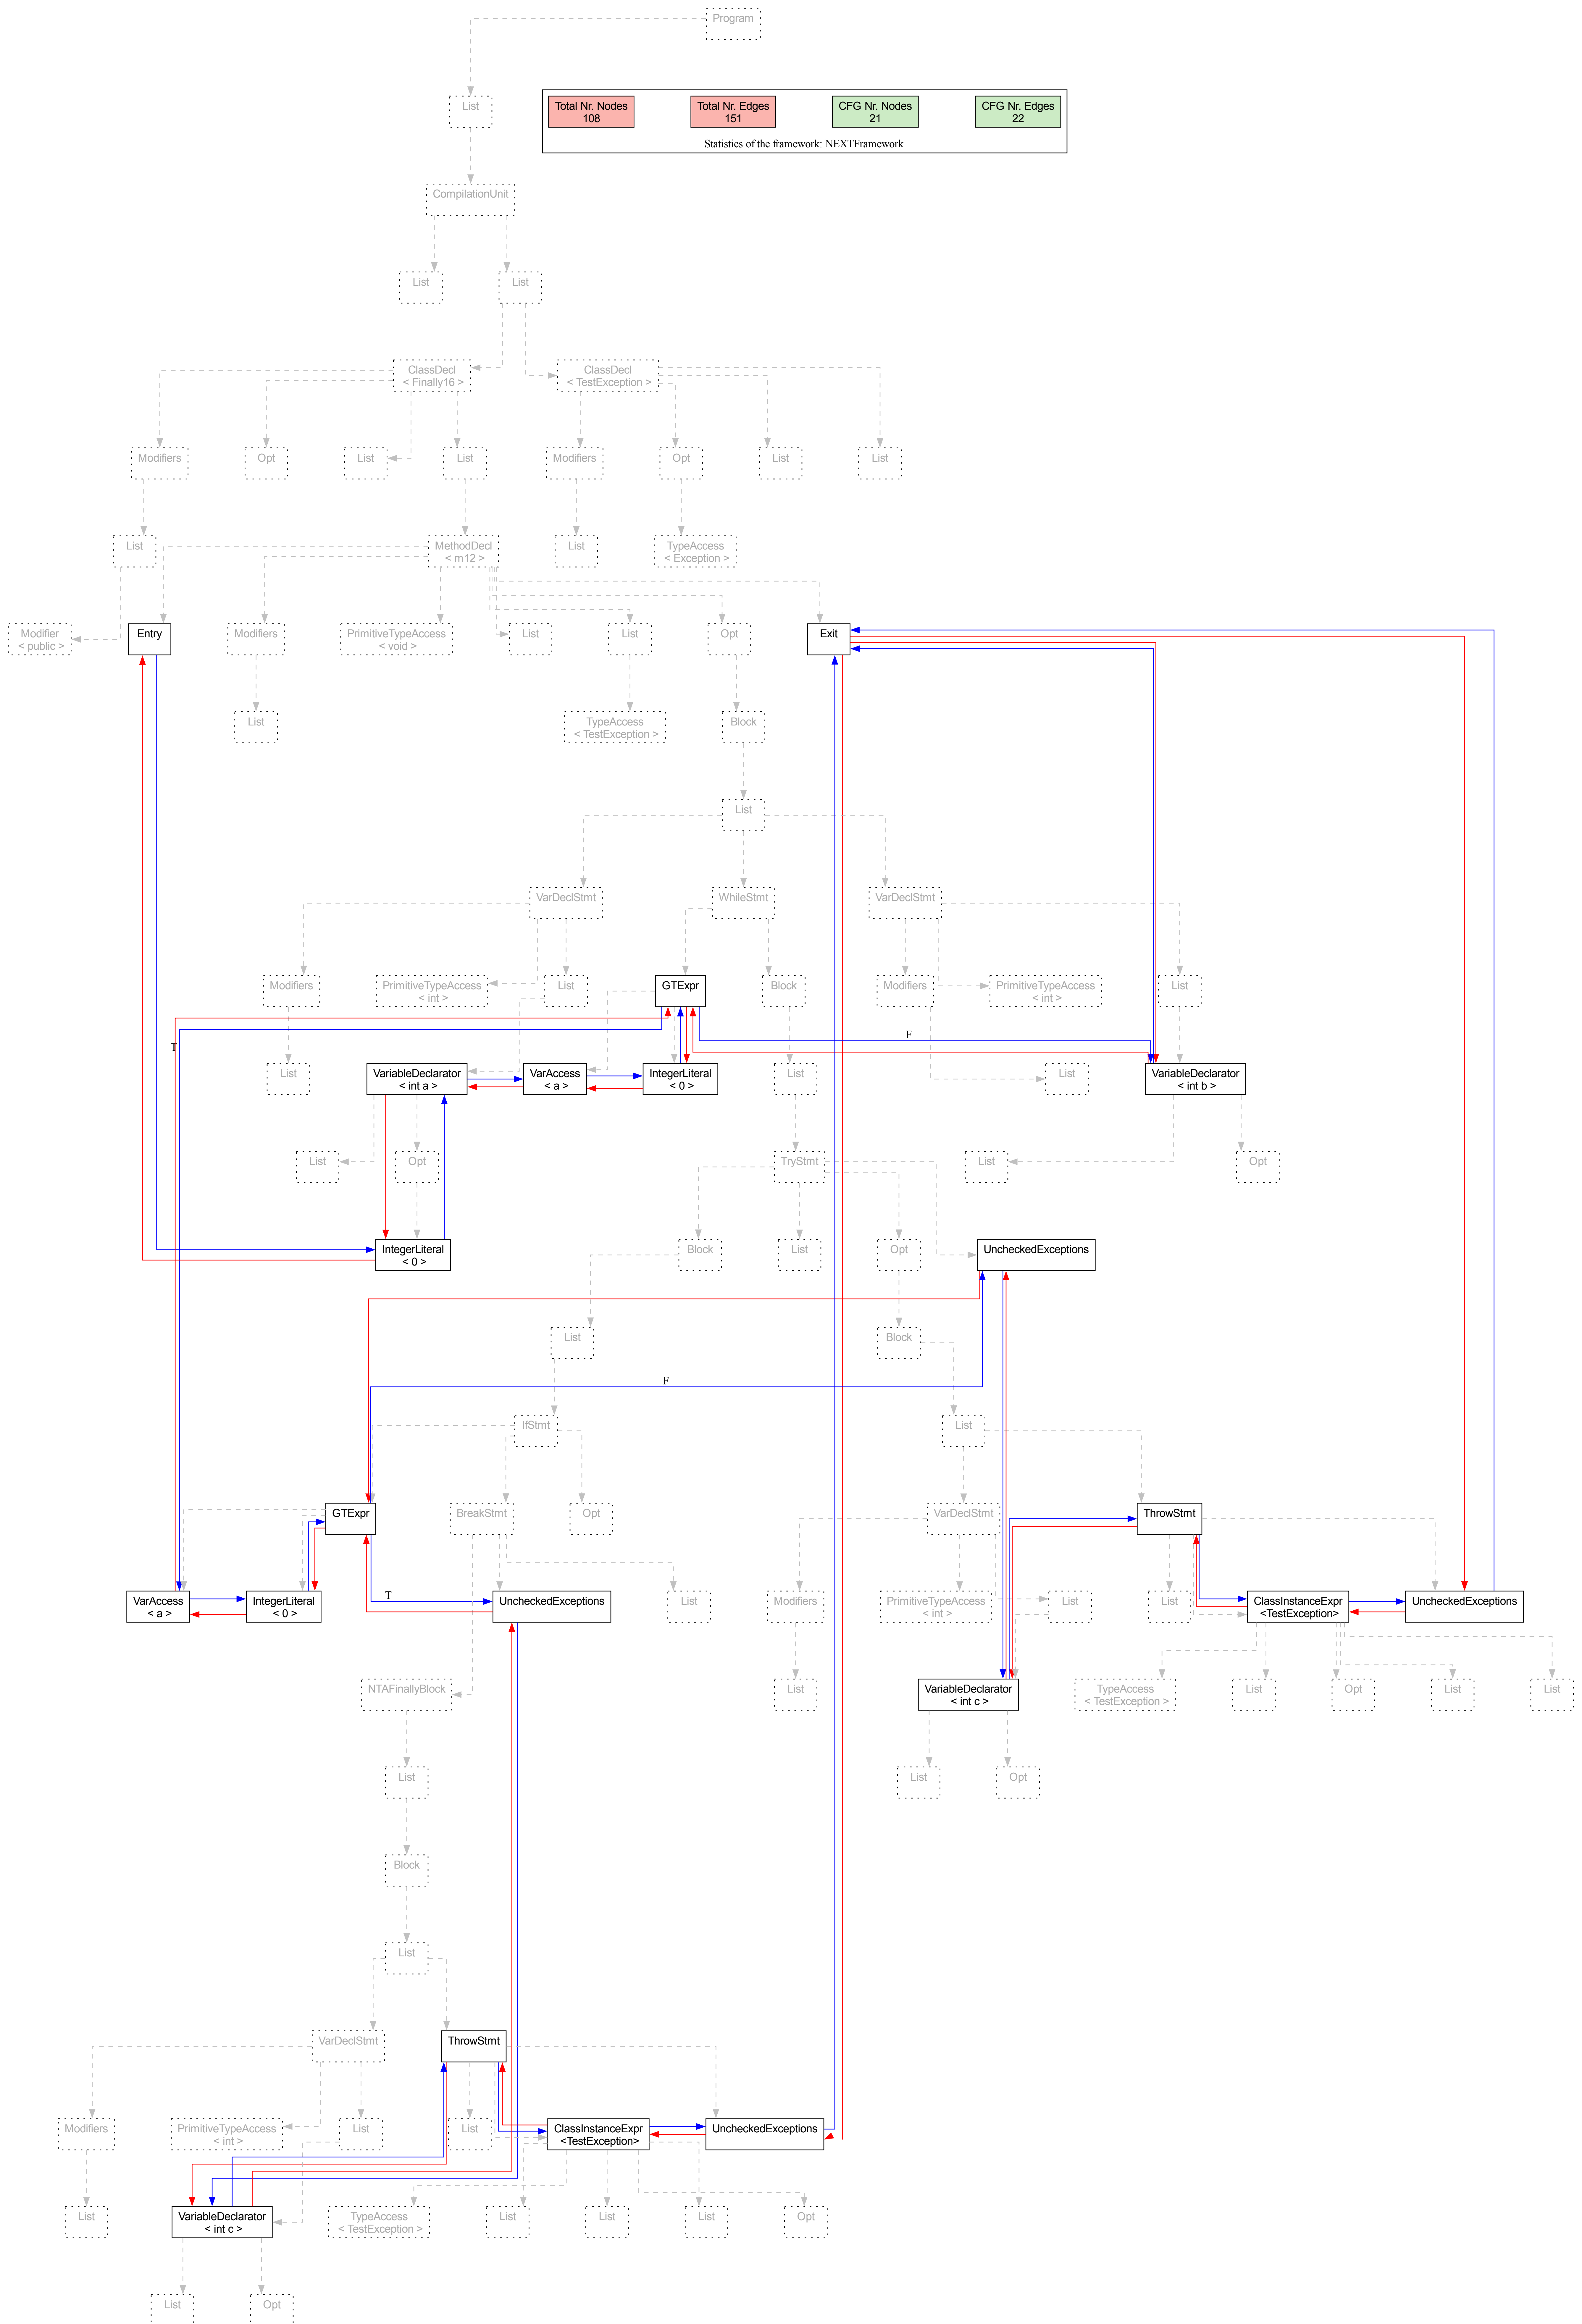 Program
List
Total Nr. Nodes
108
Total Nr. Edges
151
CFG Nr. Nodes
21
CFG Nr. Edges
22
Statistics of the framework: NEXTFramework
CompilationUnit
List
List
ClassDecl
< Finally16 >
ClassDecl
< TestException >
Modifiers
Opt
List
List
Modifiers
Opt
List
List
List
MethodDecl
< m12 >
List
TypeAccess
< Exception >
Modifier
< public >
Entry
Modifiers
PrimitiveTypeAccess
< void >
List
List
Opt
Exit
List
TypeAccess
< TestException >
Block
List
VarDeclStmt
WhileStmt
VarDeclStmt
Modifiers
PrimitiveTypeAccess
< int >
List
GTExpr
Block
Modifiers
PrimitiveTypeAccess
< int >
List
T
F
List
VariableDeclarator
< int a >
VarAccess
< a >
IntegerLiteral
< 0 >
List
List
VariableDeclarator
< int b >
List
Opt
TryStmt
List
Opt
IntegerLiteral
< 0 >
Block
List
Opt
UncheckedExceptions
List
Block
F
IfStmt
List
GTExpr
BreakStmt
Opt
VarDeclStmt
ThrowStmt
T
VarAccess
< a >
IntegerLiteral
< 0 >
UncheckedExceptions
List
Modifiers
PrimitiveTypeAccess
< int >
List
List
ClassInstanceExpr
<TestException>
UncheckedExceptions
NTAFinallyBlock
List
VariableDeclarator
< int c >
TypeAccess
< TestException >
List
Opt
List
List
List
List
Opt
Block
List
VarDeclStmt
ThrowStmt
Modifiers
PrimitiveTypeAccess
< int >
List
List
ClassInstanceExpr
<TestException>
UncheckedExceptions
List
VariableDeclarator
< int c >
TypeAccess
< TestException >
List
List
List
Opt
List
Opt